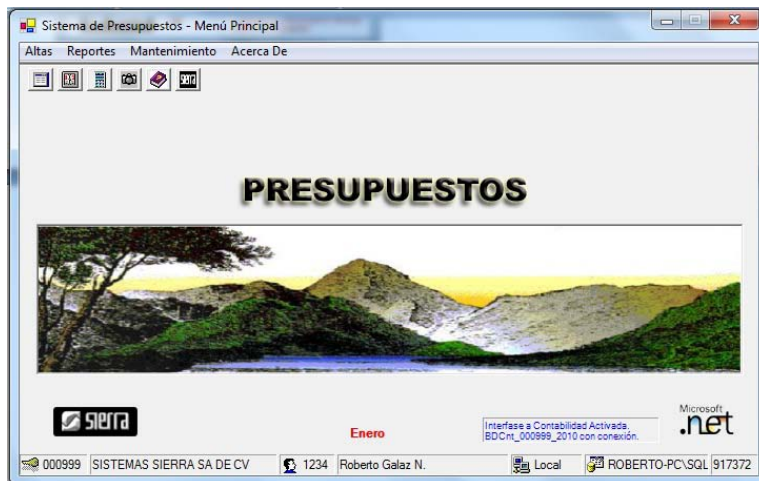 Sistema de Presupuestos - Menú Principal
Altas Reportes Mantenimiento Acerca De
PRESUPUESTOS
sierra
Enero
Interfase a Contabilidad Activada.
BDCnt_000999_2010 con conexión.
Microsoft
.net
000999 SISTEMAS SIERRA SA DE CV 1234 Roberto Galaz N. Local ROBERTO-PC\SQL 917372